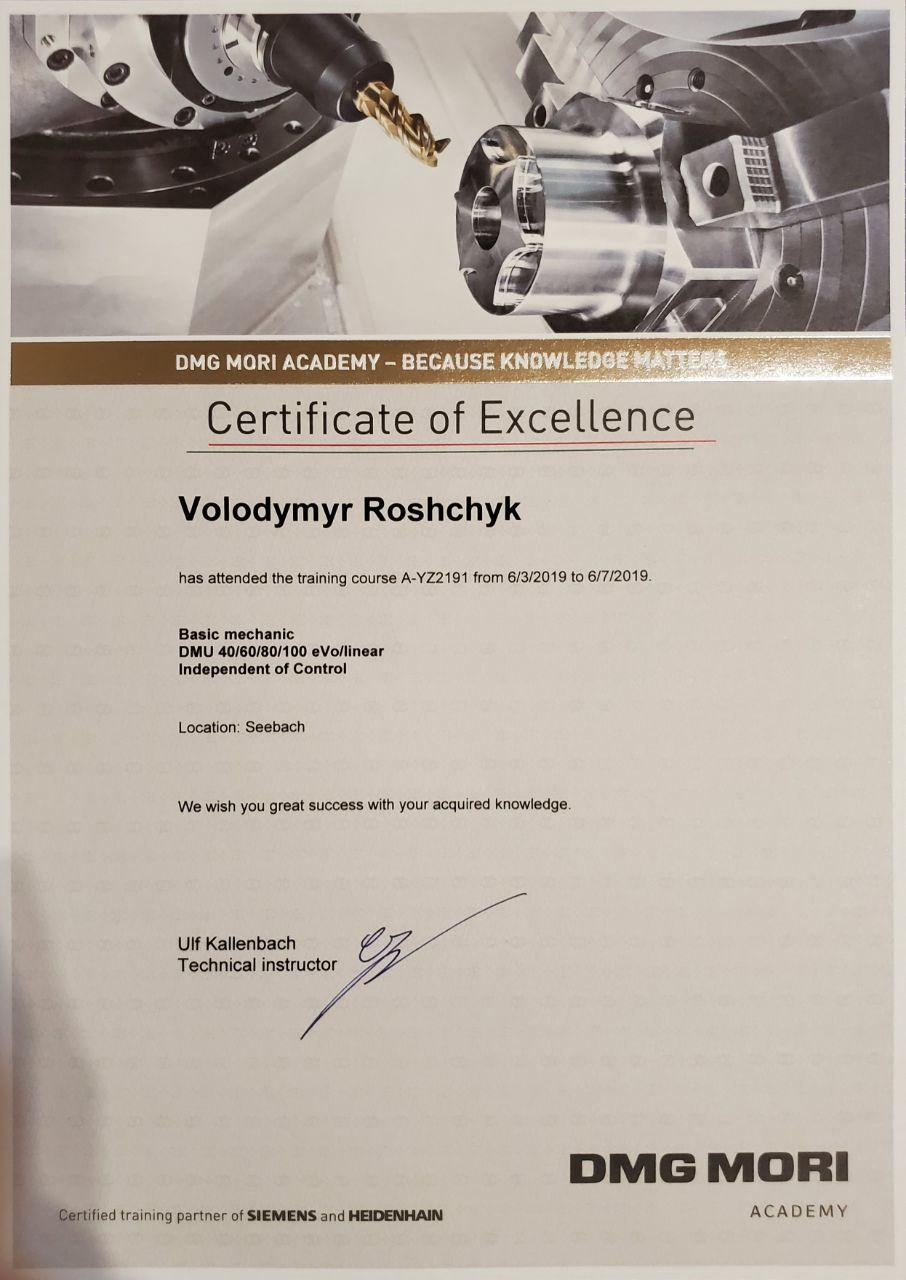 DMG MORI ACADEMY – BECAUSE KNOWLEDGE MATTERS
Certificate of Excellence
Volodymyr Roshchyk
has attended the training course A-YZ2191 from 6/3/2019 to 6/7/2019.
Basic mechanic
DMU 40/60/80/100 eVo/linear
Independent of Control
Location: Seebach
We wish you great success with your acquired knowledge.
Ulf Kallenbach
Technical instructor
DMG MORI
ACADEMY
Certified training partner of SIEMENS and HEIDENHAIN